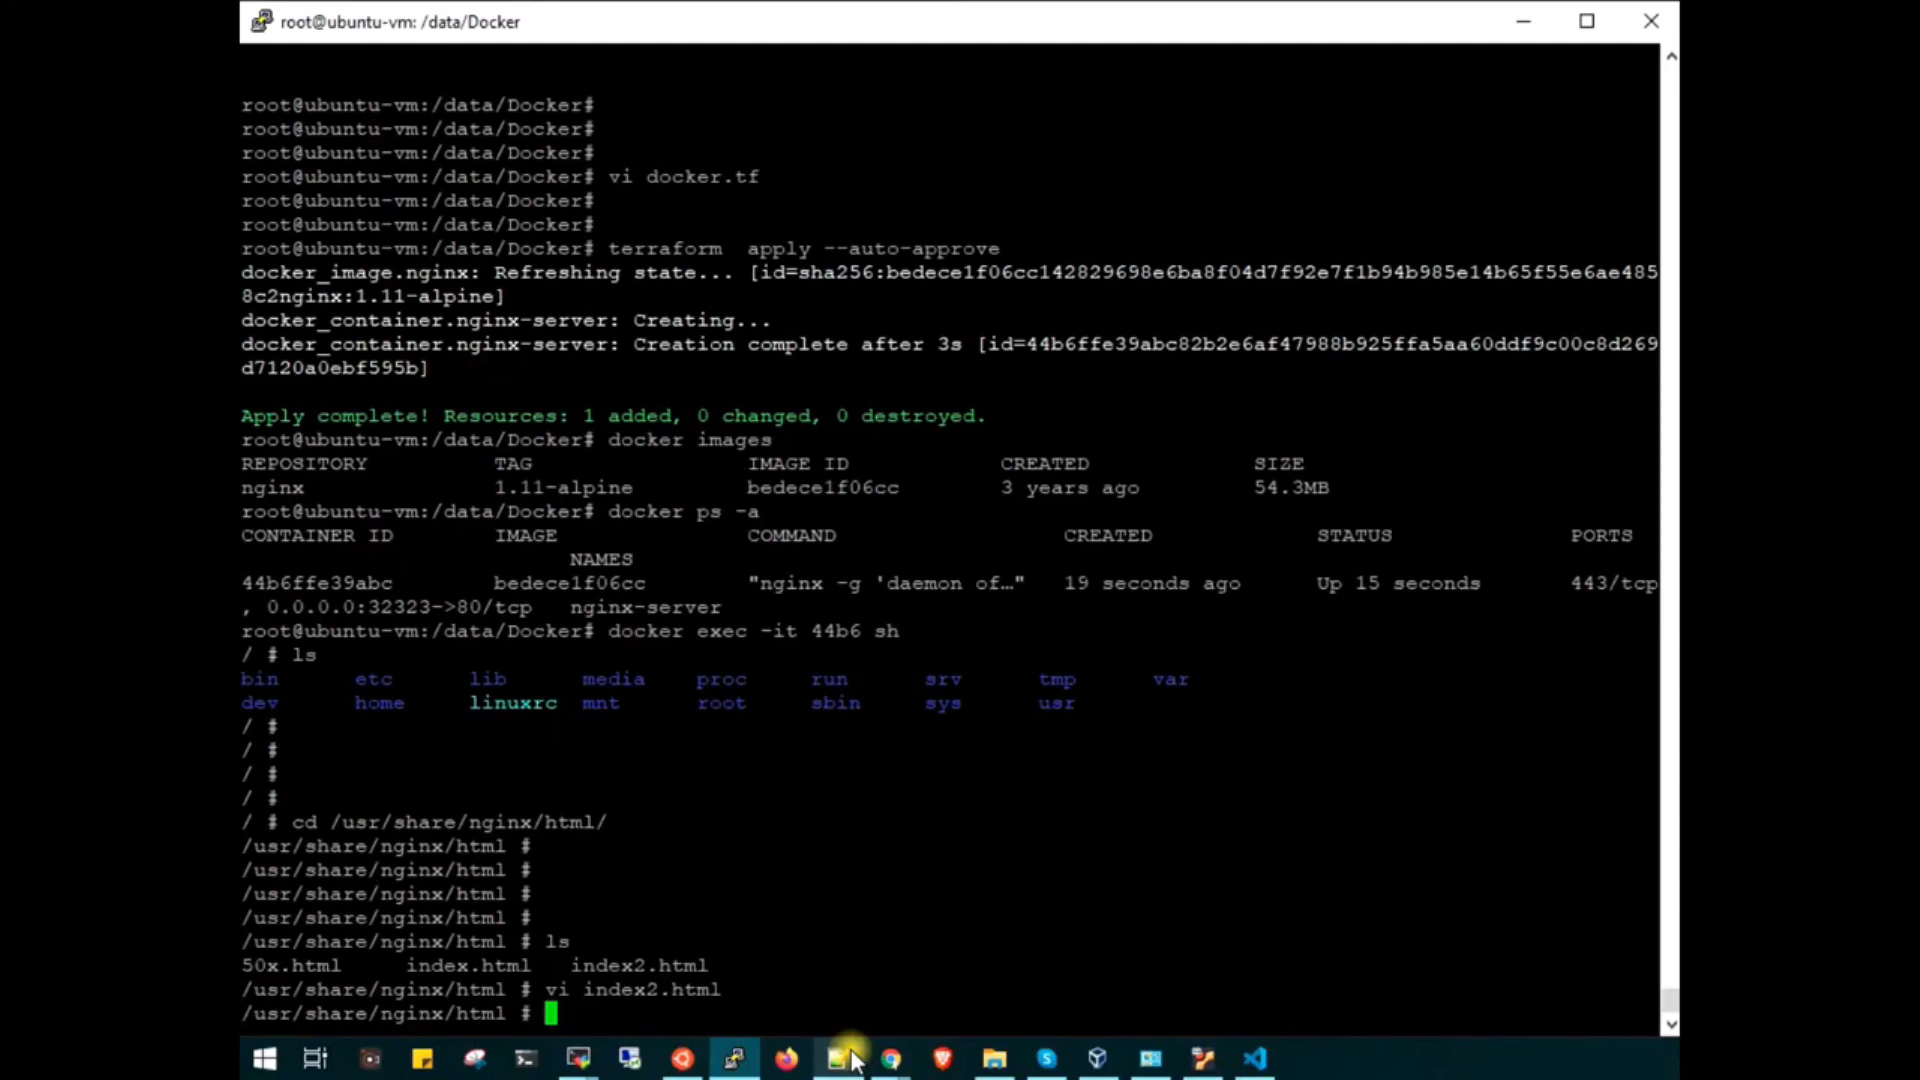 root@ubuntu-vm: /data/Docker
root@ubuntu-vm:/data/Docker#
root@ubuntu-vm:/data/Docker#
root@ubuntu-vm:/data/Docker#
root@ubuntu-vm:/data/Docker# vi docker.tf
root@ubuntu-vm:/data/Docker#
root@ubuntu-vm:/data/Docker#
root@ubuntu-vm:/data/Docker# terraform  apply --auto-approve
docker_image.nginx: Refreshing state... [id=sha256:bedece1f06cc142829698e6ba8f04d7f92e7f1b94b985e14b65f55e6ae485
8c2nginx:1.11-alpine]
docker_container.nginx-server: Creating...
docker_container.nginx-server: Creation complete after 3s [id=44b6ffe39abc82b2e6af47988b925ffa5aa60ddf9c00c8d269
d7120a0ebf595b]
Apply complete! Resources: 1 added, 0 changed, 0 destroyed.
root@ubuntu-vm:/data/Docker# docker images
REPOSITORY          TAG                 IMAGE ID            CREATED             SIZE
nginx               1.11-alpine         bedece1f06cc        3 years ago         54.3MB
root@ubuntu-vm:/data/Docker# docker ps -a
CONTAINER ID        IMAGE               COMMAND                  CREATED             STATUS              PORTS
                          NAMES
44b6ffe39abc        bedece1f06cc        "nginx -g 'daemon of…"   19 seconds ago      Up 15 seconds       443/tcp
, 0.0.0.0:32323->80/tcp   nginx-server
root@ubuntu-vm:/data/Docker# docker exec -it 44b6 sh
/ # ls
bin      etc      lib      media    proc     run      srv      tmp      var
dev      home     linuxrc  mnt      root     sbin     sys      usr
/ #
/ #
/ #
/ #
/ # cd /usr/share/nginx/html/
/usr/share/nginx/html #
/usr/share/nginx/html #
/usr/share/nginx/html #
/usr/share/nginx/html #
/usr/share/nginx/html # ls
50x.html     index.html   index2.html
/usr/share/nginx/html # vi index2.html
/usr/share/nginx/html #